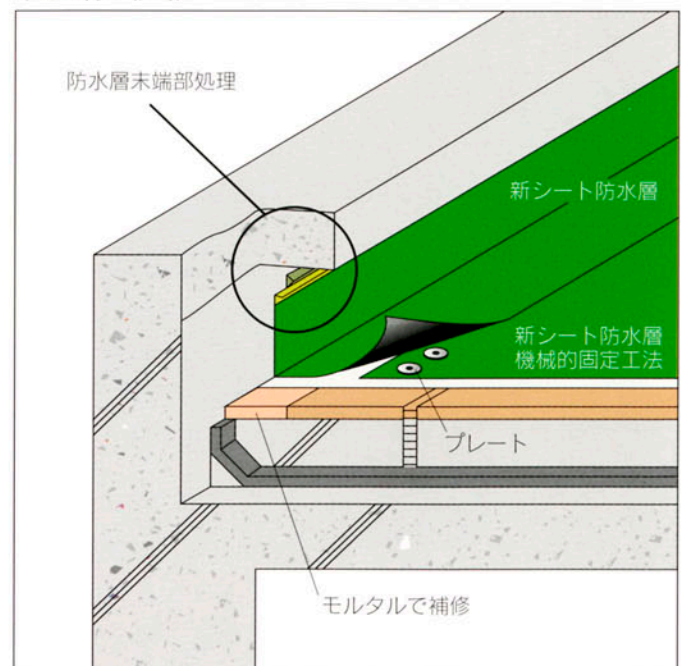 防水層末端部処理
新シート防水層
新シート防水層
機械的固定工法
プレート
モルタルで補修